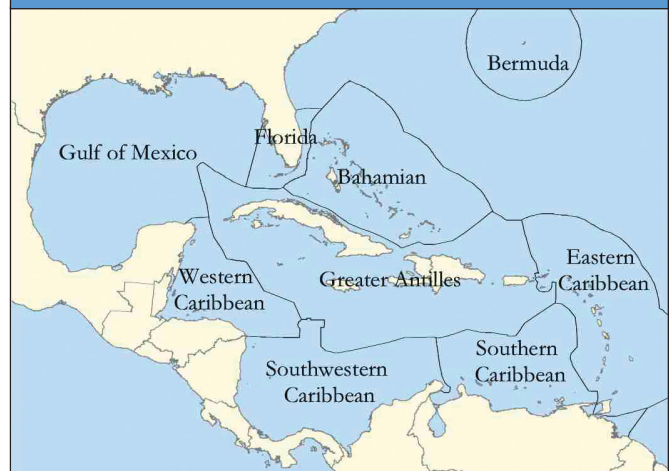 Bermuda
Florida
Gulf of Mexico
Bahamian
Western
Caribbean
Greater Antilles
Eastern
Caribbean
Southwestern
Caribbean
Southern
Caribbean